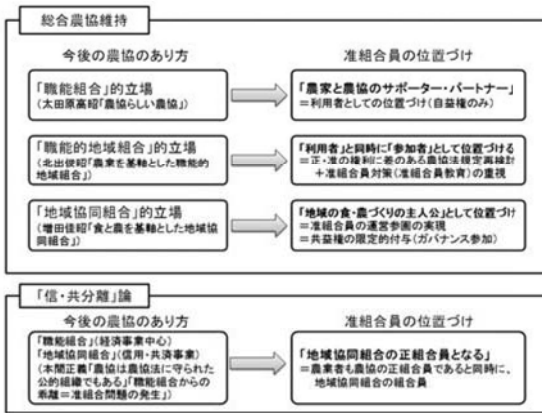 総合農協維持
今後の農協のあり方
准組合員の位置づけ
「職能組合」的立場
(太田原高昭「農協らしい農協」)
「農家と農協のサポーター・パートナー」
＝利用者としての位置づけ(自益権のみ)
「職能的地域組合」的立場
(北出俊昭「農業を基軸とした職能的
地域組合」)
「利用者」と同時に「参加者」として位置づける
＝正・准の権利に差のある農協法規定再検討
＋准組合員対策(准組合員教育)の重視
「地域協同組合」的立場
(増田佳昭「食と農を基軸とした地域協
同組合」)
「地域の食・農づくりの主人公」として位置づけ
＝准組合員の運営参画の実現
＝共益権の限定的付与(ガバナンス参加)
「信・共分離」論
今後の農協のあり方
准組合員の位置づけ
「職能組合」(経済事業中心)
「地域協同組合」(信用・共済事業)
(本間正義「農協は農協法に守られた
公的組織でもある」「職能組合からの
乖離＝准組合問題の発生」)
「地域協同組合の正組合員となる」
＝農業者も農協の正組合員であると同時に、
地域協同組合の組合員